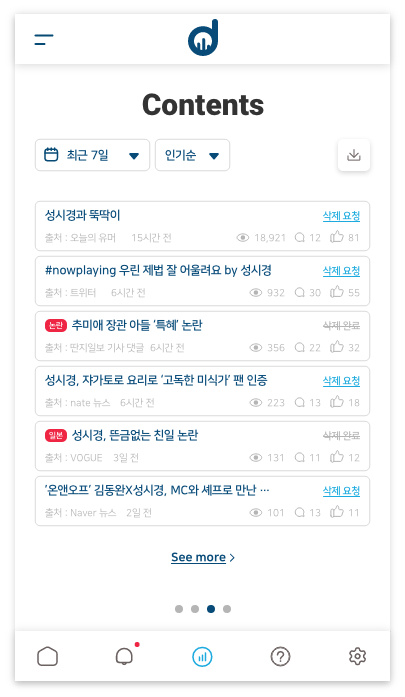 Contents
최근 7일
인기순
성시경과 뚝딱이 삭제 요청
출처 : 오늘의 유머 15시간 전 18,921 12 81
#nowplaying 우린 제법 잘 어울려요 by 성시경 삭제 요청
출처 : 트위터 6시간 전 932 30 55
논란 추미애 장관 아들 ‘특혜’ 논란 삭제 완료
출처 : 딴지일보 기사 댓글 6시간 전 356 22 32
성시경, 쟈가토로 요리로 ‘고독한 미식가’ 팬 인증 삭제 요청
출처 : nate 뉴스 6시간 전 223 13 18
일본 성시경, 뜬금없는 친일 논란 삭제 완료
출처 : VOGUE 3일 전 131 11 12
‘온앤오프’ 김동완X성시경, MC와 셰프로 만난 … 삭제 요청
출처 : Naver 뉴스 2일 전 101 13 11
See more